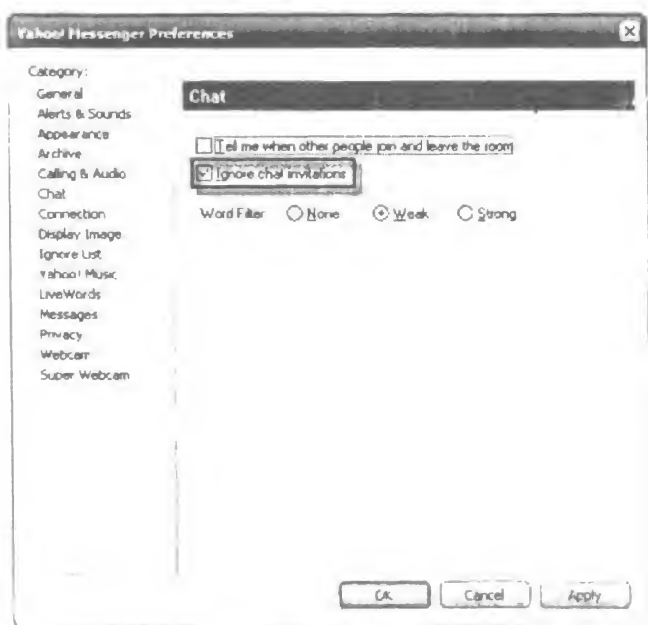 Yahoo! Messenger Preferences
Category:
General
Alerts & Sounds
Appearance
Archive
Calling & Audio
Chat
Connection
Display Image
Ignore List
Yahoo! Music
LiveWords
Messages
Privacy
Webcam
Super Webcam
Chat
Tell me when other people join and leave the room
Ignore chat invitations
Word Filter None Weak Strong
OK Cancel Apply